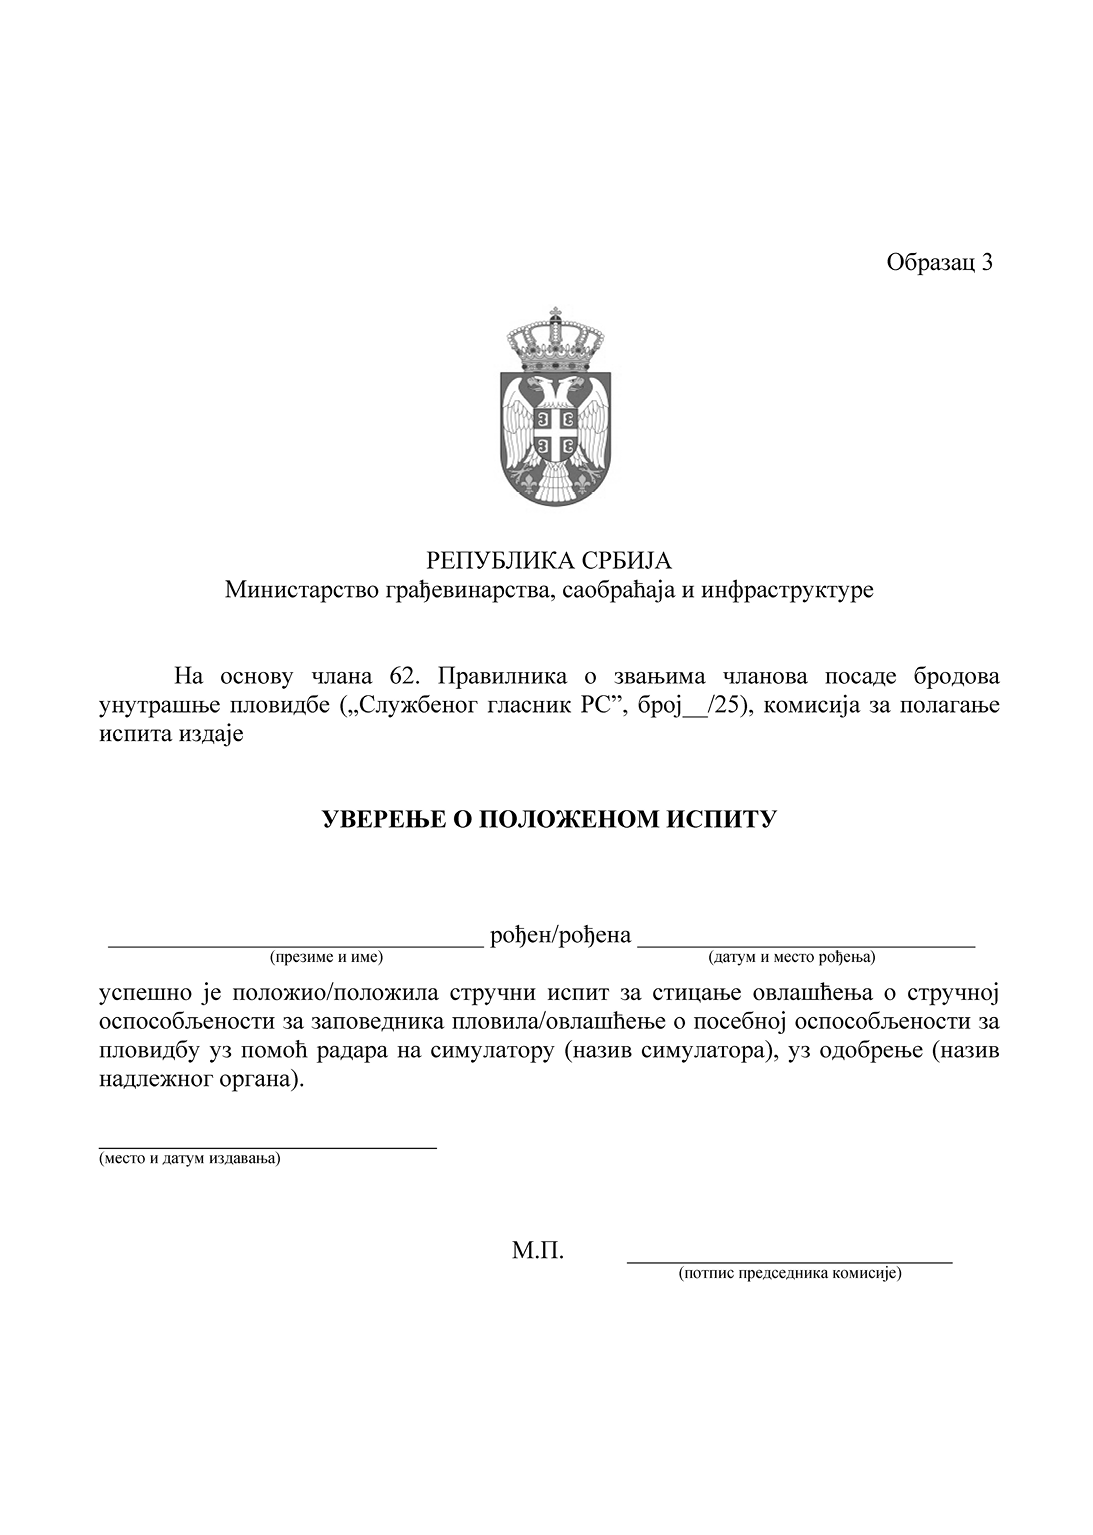 Образац 3
РЕПУБЛИКА СРБИЈА
Министарство грађевинарства, саобраћаја и инфраструктуре
На основу члана 62. Правилника о звањима чланова посаде бродова
унутрашње пловидбе („Службеног гласник РС”, број__/25), комисија за полагање
испита издаје
УВЕРЕЊЕ О ПОЛОЖЕНОМ ИСПИТУ
______________________________ рођен/рођена ___________________________
(презиме и име) (датум и место рођења)
успешно је положио/положила стручни испит за стицање овлашћења о стручној
оспособљености за заповедника пловила/овлашћење о посебној оспособљености за
пловидбу уз помоћ радара на симулатору (назив симулатора), уз одобрење (назив
надлежног органа).
___________________________
(место и датум издавања)
М.П. __________________________
(потпис председника комисије)